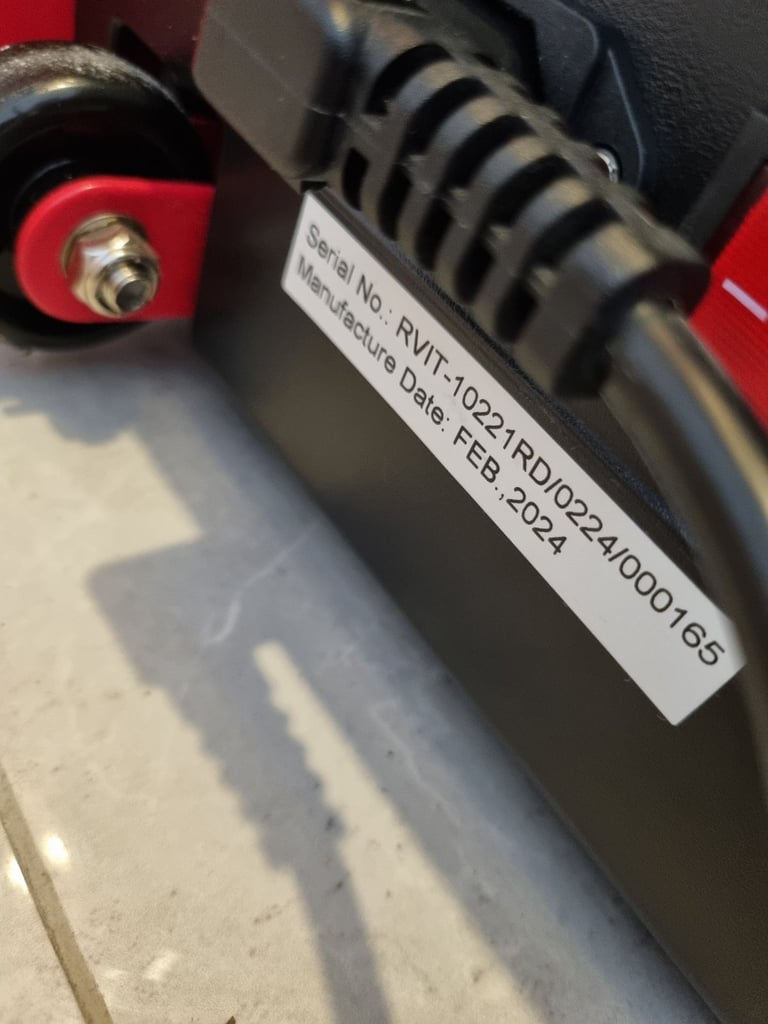 Serial No.: RVIT-10221RD/0224/000165
Manufacture Date: FEB.,2024